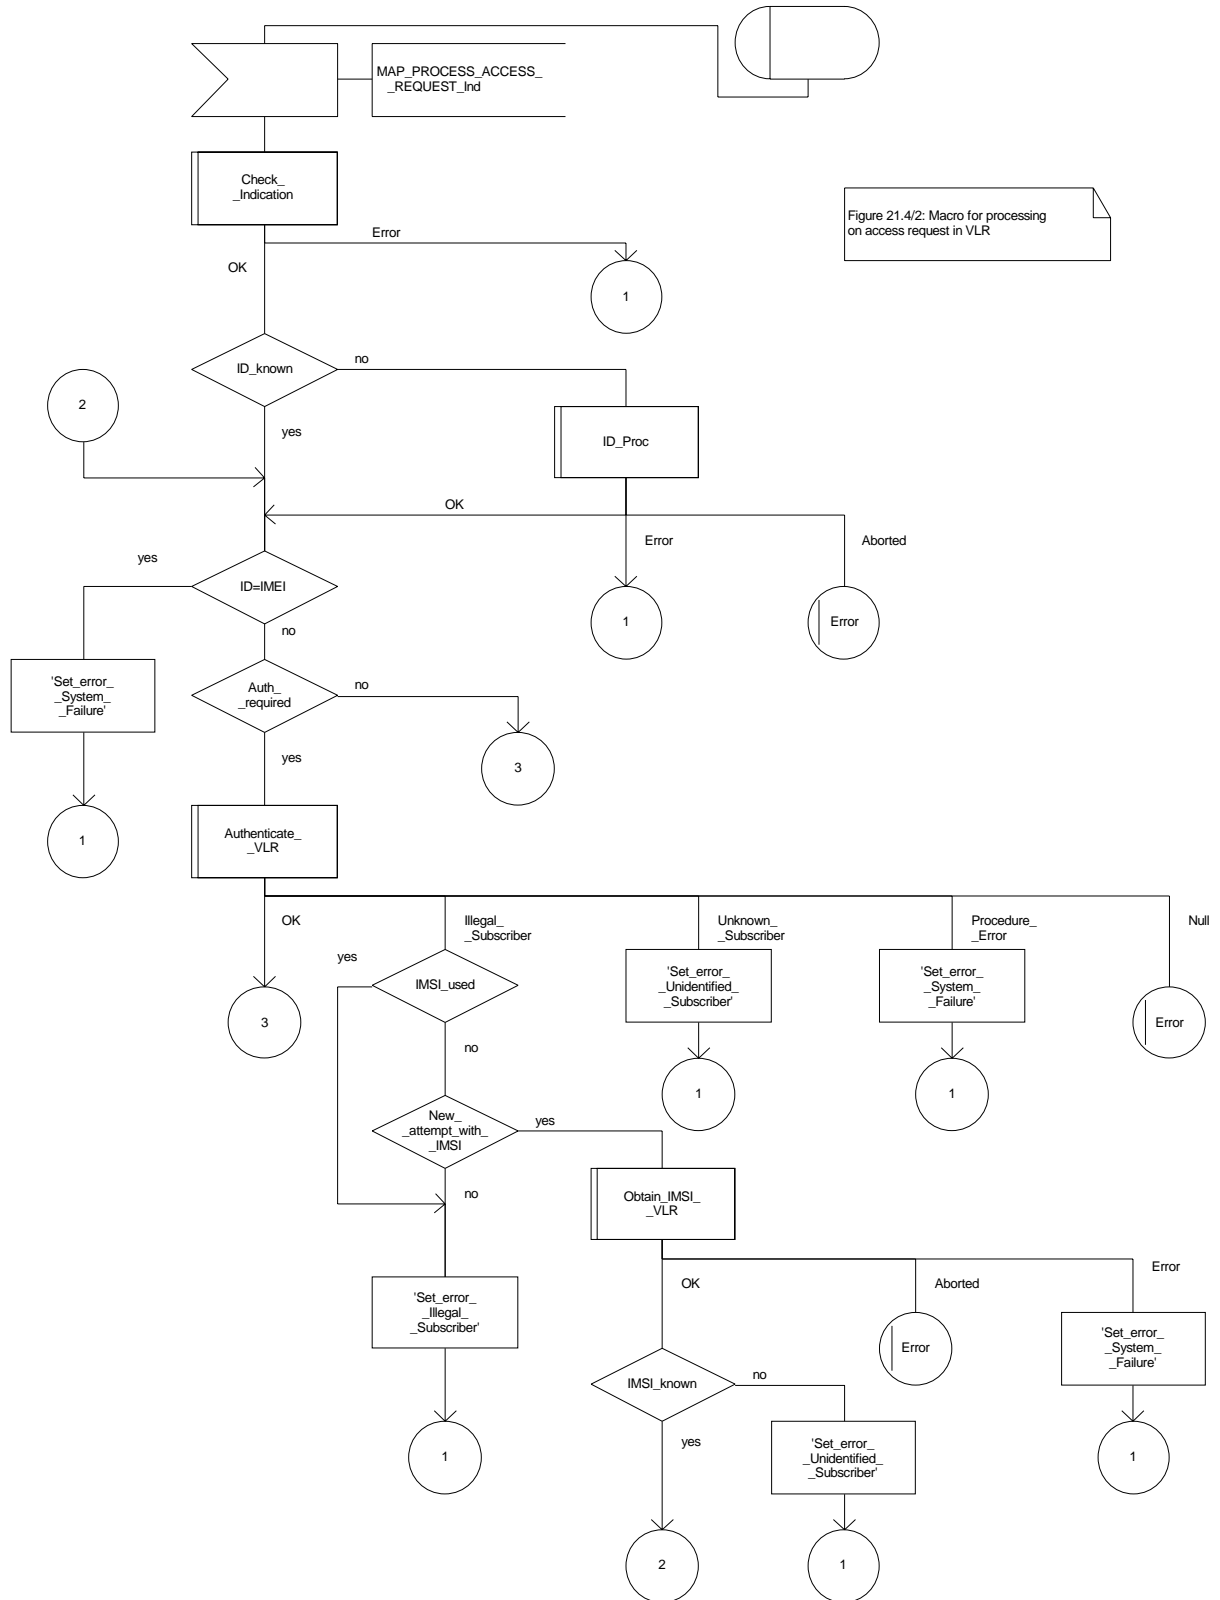 MAP_PROCESS_ACCESS_
_REQUEST_Ind
Check_
_Indication
Figure 21.4/2: Macro for processing
on access request in VLR
Error
OK
1
ID_known
no
2
yes
ID_Proc
OK
Error
Aborted
yes
ID=IMEI
no
1
Error
'Set_error_
_System_
_Failure'
Auth_
_required
no
yes
3
1
Authenticate_
_VLR
OK
Illegal_
_Subscriber
Unknown_
_Subscriber
Procedure_
_Error
Null
yes
IMSI_used
'Set_error_
_Unidentified_
_Subscriber'
'Set_error_
_System_
_Failure'
3
Error
no
1
1
New_
_attempt_with_
_IMSI
yes
no
Obtain_IMSI_
_VLR
OK
Aborted
Error
'Set_error_
_Illegal_
_Subscriber'
Error
'Set_error_
_System_
_Failure'
IMSI_known
no
yes
1
'Set_error_
_Unidentified_
_Subscriber'
1
2
1